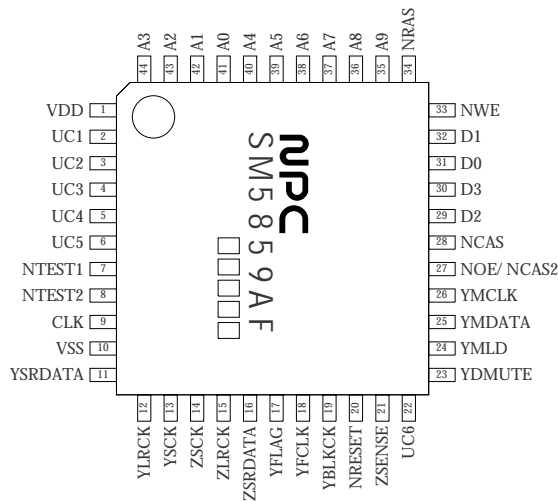 A3 A2 A1 A0 A4 A5 A6 A7 A8 A9 NRAS
44 43 42 41 40 39 38 37 36 35 34
VDD 1
UC1 2
UC2 3
UC3 4
UC4 5
UC5 6
NTEST1 7
NTEST2 8
CLK 9
VSS 10
YSRDATA 11
NPC
SM5859AF
33 NWE
32 D1
31 D0
30 D3
29 D2
28 NCAS
27 NOE/ NCAS2
26 YMCLK
25 YMDATA
24 YMLD
23 YDMUTE
12 13 14 15 16 17 18 19 20 21 22
YLRCK YSCK ZSCK ZLRCK ZSRDATA YFLAG YFCLK YBLKCK NRESET ZSENSE UC6